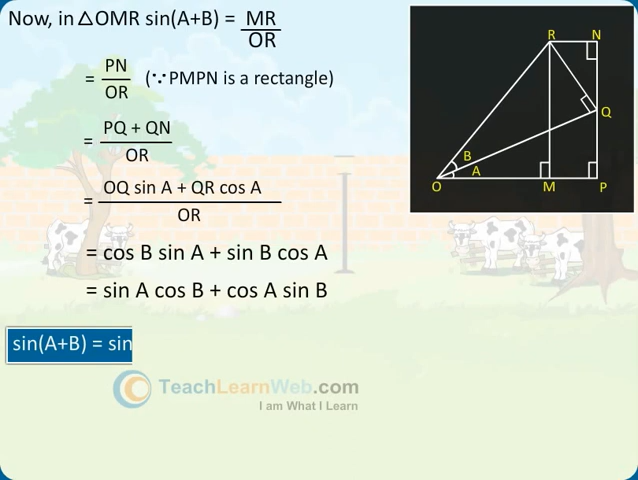 Now, in △OMR sin(A+B) = MR
OR
= PN (∵PMPN is a rectangle)
OR
= PQ + QN
OR
= OQ sin A + QR cos A
OR
= cos B sin A + sin B cos A
= sin A cos B + cos A sin B
sin(A+B) = sin
TeachLearnWeb.com
I am What I Learn
R N
Q
B
A
O M P